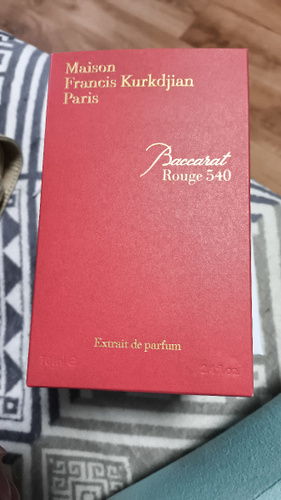 Maison
Francis Kurkdjian
Paris
Baccarat
Rouge 540
Extrait de parfum